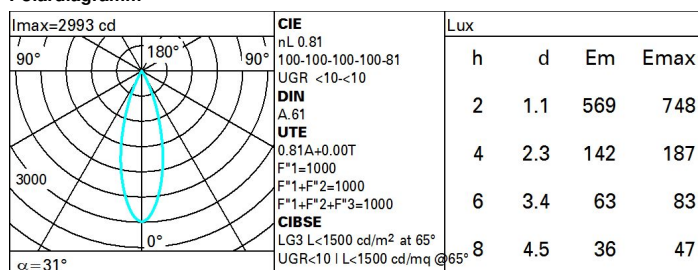 Polardiagramm
Imax=2993 cd
90° 180° 90°
3000
0°
α=31°
CIE
nL 0.81
100-100-100-100-81
UGR <10-<10
DIN
A.61
UTE
0.81A+0.00T
F"1=1000
F"1+F"2=1000
F"1+F"2+F"3=1000
CIBSE
LG3 L<1500 cd/m² at 65°
UGR<10 | L<1500 cd/mq @65°
Lux
h d Em Emax
2 1.1 569 748
4 2.3 142 187
6 3.4 63 83
8 4.5 36 47